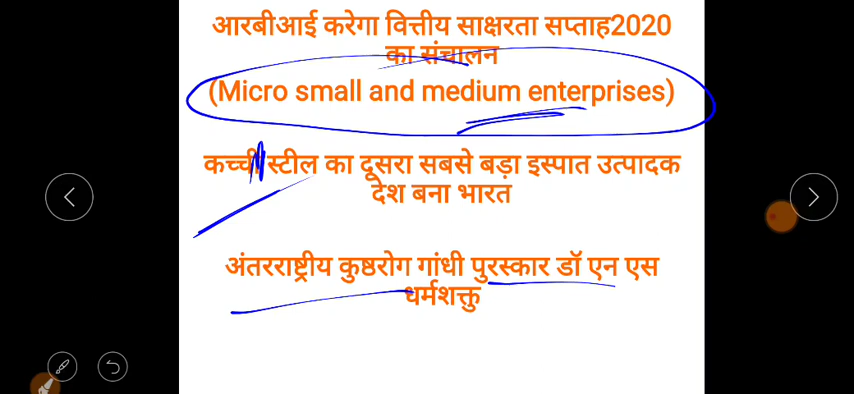 आरबीआई करेगा वित्तीय साक्षरता सप्ताह2020
का संचालन
(Micro small and medium enterprises)
कच्ची स्टील का दूसरा सबसे बड़ा इस्पात उत्पादक
देश बना भारत
अंतरराष्ट्रीय कुष्ठरोग गांधी पुरस्कार डॉ एन एस
धर्मशक्तु